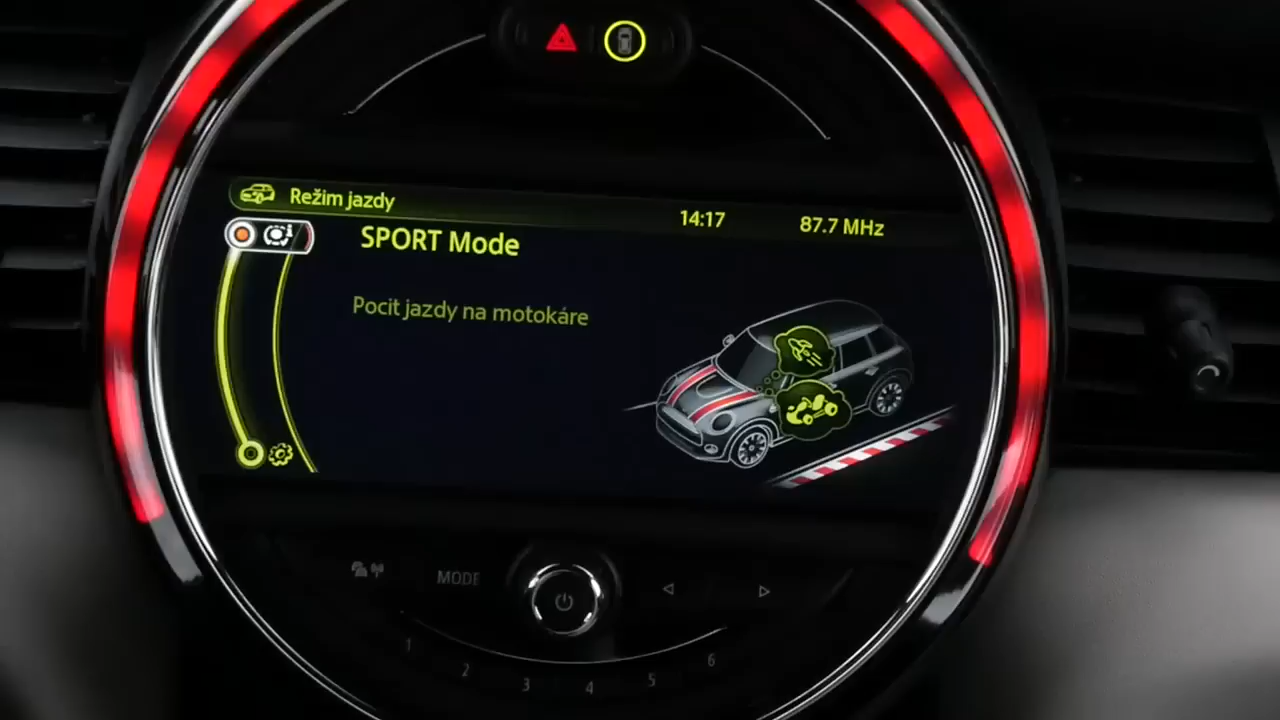 Režim jazdy
14:17
87.7 MHz
SPORT Mode
Pocit jazdy na motokáre
MODE
1 2 3 4 5 6